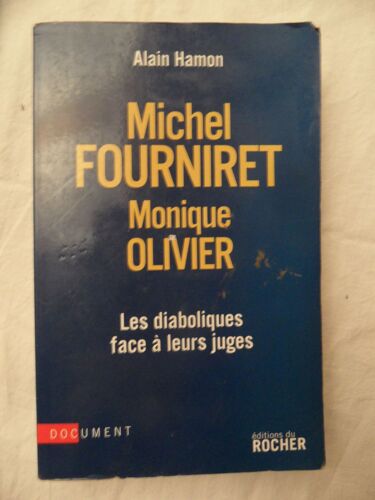 Alain Hamon
Michel
FOURNIRET
Monique
OLIVIER
Les diaboliques
face à leurs juges
DOCUMENT
éditions du
ROCHER